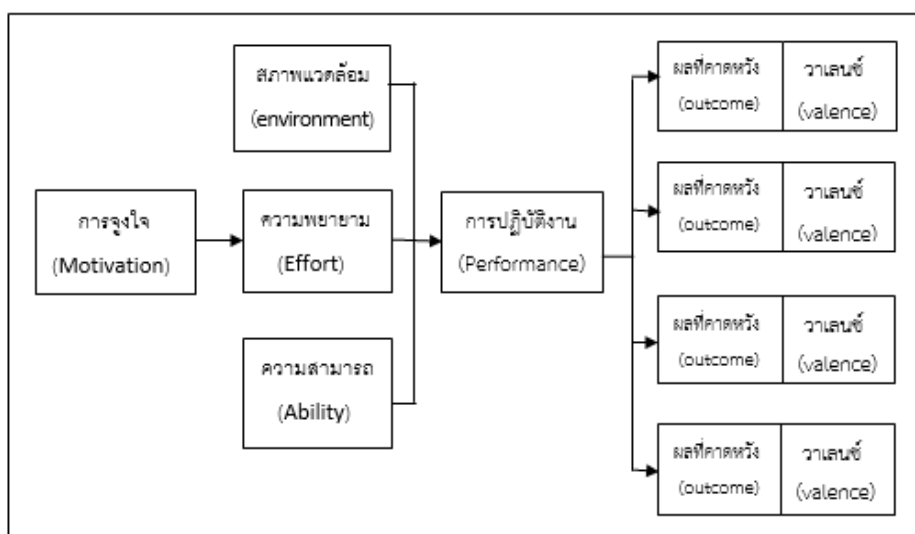 สภาพแวดล้อม
(environment)
การจูงใจ
(Motivation)
ความพยายาม
(Effort)
ความสามารถ
(Ability)
การปฏิบัติงาน
(Performance)
ผลที่คาดหวัง
(outcome)
วาเลนซ์
(valence)
ผลที่คาดหวัง
(outcome)
วาเลนซ์
(valence)
ผลที่คาดหวัง
(outcome)
วาเลนซ์
(valence)
ผลที่คาดหวัง
(outcome)
วาเลนซ์
(valence)